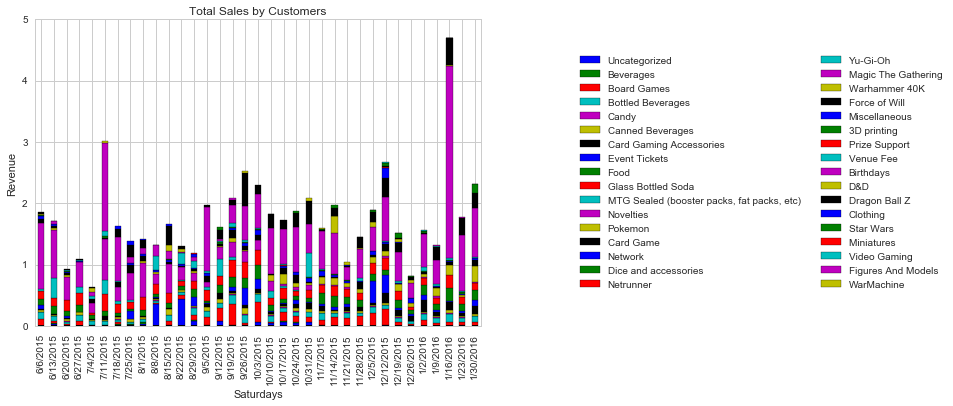 Total Sales by Customers
Revenue
5
4
3
2
1
0
6/6/2015
6/13/2015
6/20/2015
6/27/2015
7/4/2015
7/11/2015
7/18/2015
7/25/2015
8/1/2015
8/8/2015
8/15/2015
8/22/2015
8/29/2015
9/5/2015
9/12/2015
9/19/2015
9/26/2015
10/3/2015
10/10/2015
10/17/2015
10/24/2015
10/31/2015
11/7/2015
11/14/2015
11/21/2015
11/28/2015
12/5/2015
12/12/2015
12/19/2015
12/26/2015
1/2/2016
1/9/2016
1/16/2016
1/23/2016
1/30/2016
Saturdays
Uncategorized
Beverages
Board Games
Bottled Beverages
Candy
Canned Beverages
Card Gaming Accessories
Event Tickets
Food
Glass Bottled Soda
MTG Sealed (booster packs, fat packs, etc)
Novelties
Pokemon
Card Game
Network
Dice and accessories
Netrunner
Yu-Gi-Oh
Magic The Gathering
Warhammer 40K
Force of Will
Miscellaneous
3D printing
Prize Support
Venue Fee
Birthdays
D&D
Dragon Ball Z
Clothing
Star Wars
Miniatures
Video Gaming
Figures And Models
WarMachine